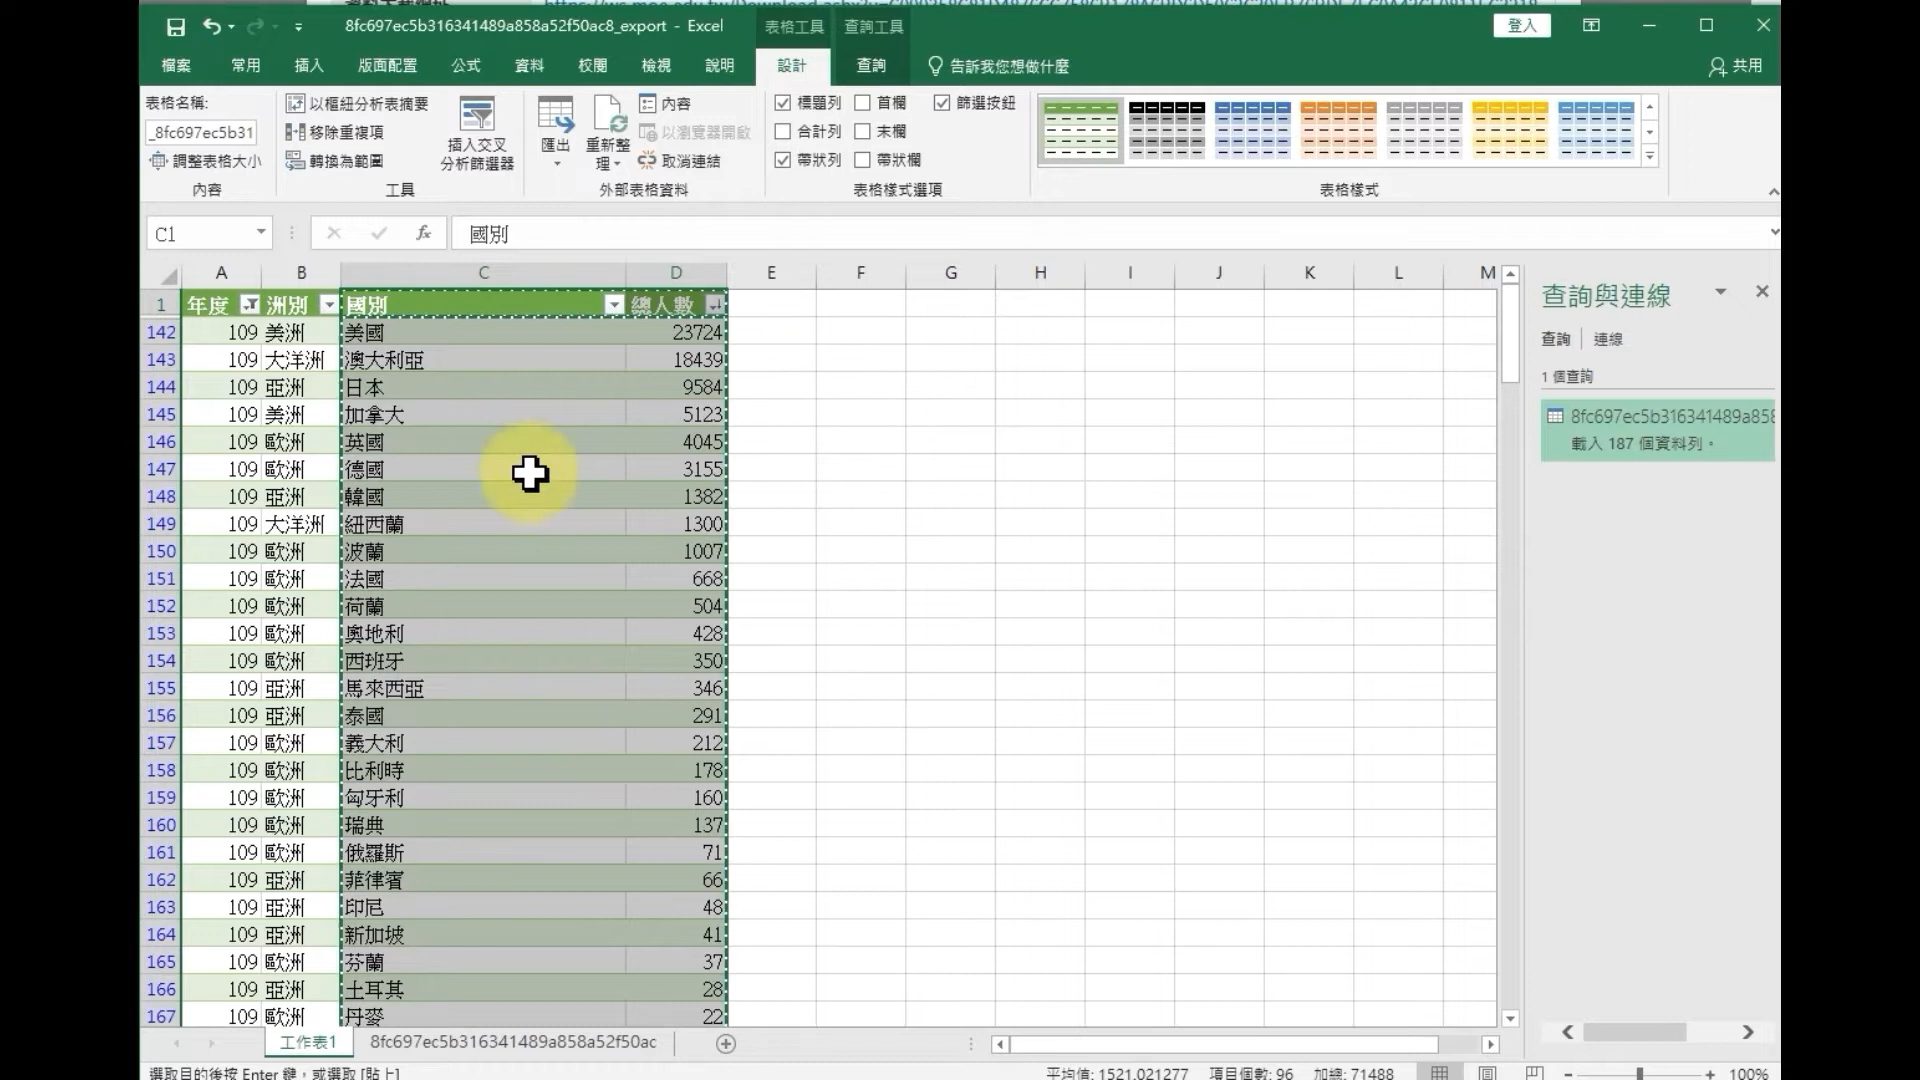 8fc697ec5b316341489a858a52f50ac8_export - Excel
表格工具 查詢工具
登入
檔案 常用 插入 版面配置 公式 資料 校閱 檢視 說明 設計 查詢 告訴我您想做什麼 共用
表格名稱:
_8fc697ec5b31
調整表格大小
內容
以樞紐分析表摘要
移除重複項
轉換為範圍
插入交叉
分析篩選器
工具
匯出
重新整
理
內容
以瀏覽器開啟
取消連結
外部表格資料
標題列 首欄 篩選按鈕
合計列 末欄
帶狀列 帶狀欄
表格樣式選項
表格樣式
C1
fx
國別
A B C D E F G H I J K L M
1 年度 洲別 國別 總人數
142 109 美洲 美國 23724
143 109 大洋洲 澳大利亞 18439
144 109 亞洲 日本 9584
145 109 美洲 加拿大 5123
146 109 歐洲 英國 4045
147 109 歐洲 德國 3155
148 109 亞洲 韓國 1382
149 109 大洋洲 紐西蘭 1300
150 109 歐洲 波蘭 1007
151 109 歐洲 法國 668
152 109 歐洲 荷蘭 504
153 109 歐洲 奧地利 428
154 109 歐洲 西班牙 350
155 109 亞洲 馬來西亞 346
156 109 亞洲 泰國 291
157 109 歐洲 義大利 212
158 109 歐洲 比利時 178
159 109 歐洲 匈牙利 160
160 109 歐洲 瑞典 137
161 109 歐洲 俄羅斯 71
162 109 亞洲 菲律賓 66
163 109 亞洲 印尼 48
164 109 亞洲 新加坡 41
165 109 歐洲 芬蘭 37
166 109 亞洲 土耳其 28
167 109 歐洲 丹麥 22
查詢與連線
查詢 連線
1 個查詢
8fc697ec5b316341489a858
載入 187 個資料列。
工作表1 8fc697ec5b316341489a858a52f50ac
選取目的後按 Enter 鍵，或選取 [貼上]
平均值: 1521.021277 項目個數: 96 加總: 71488
100%